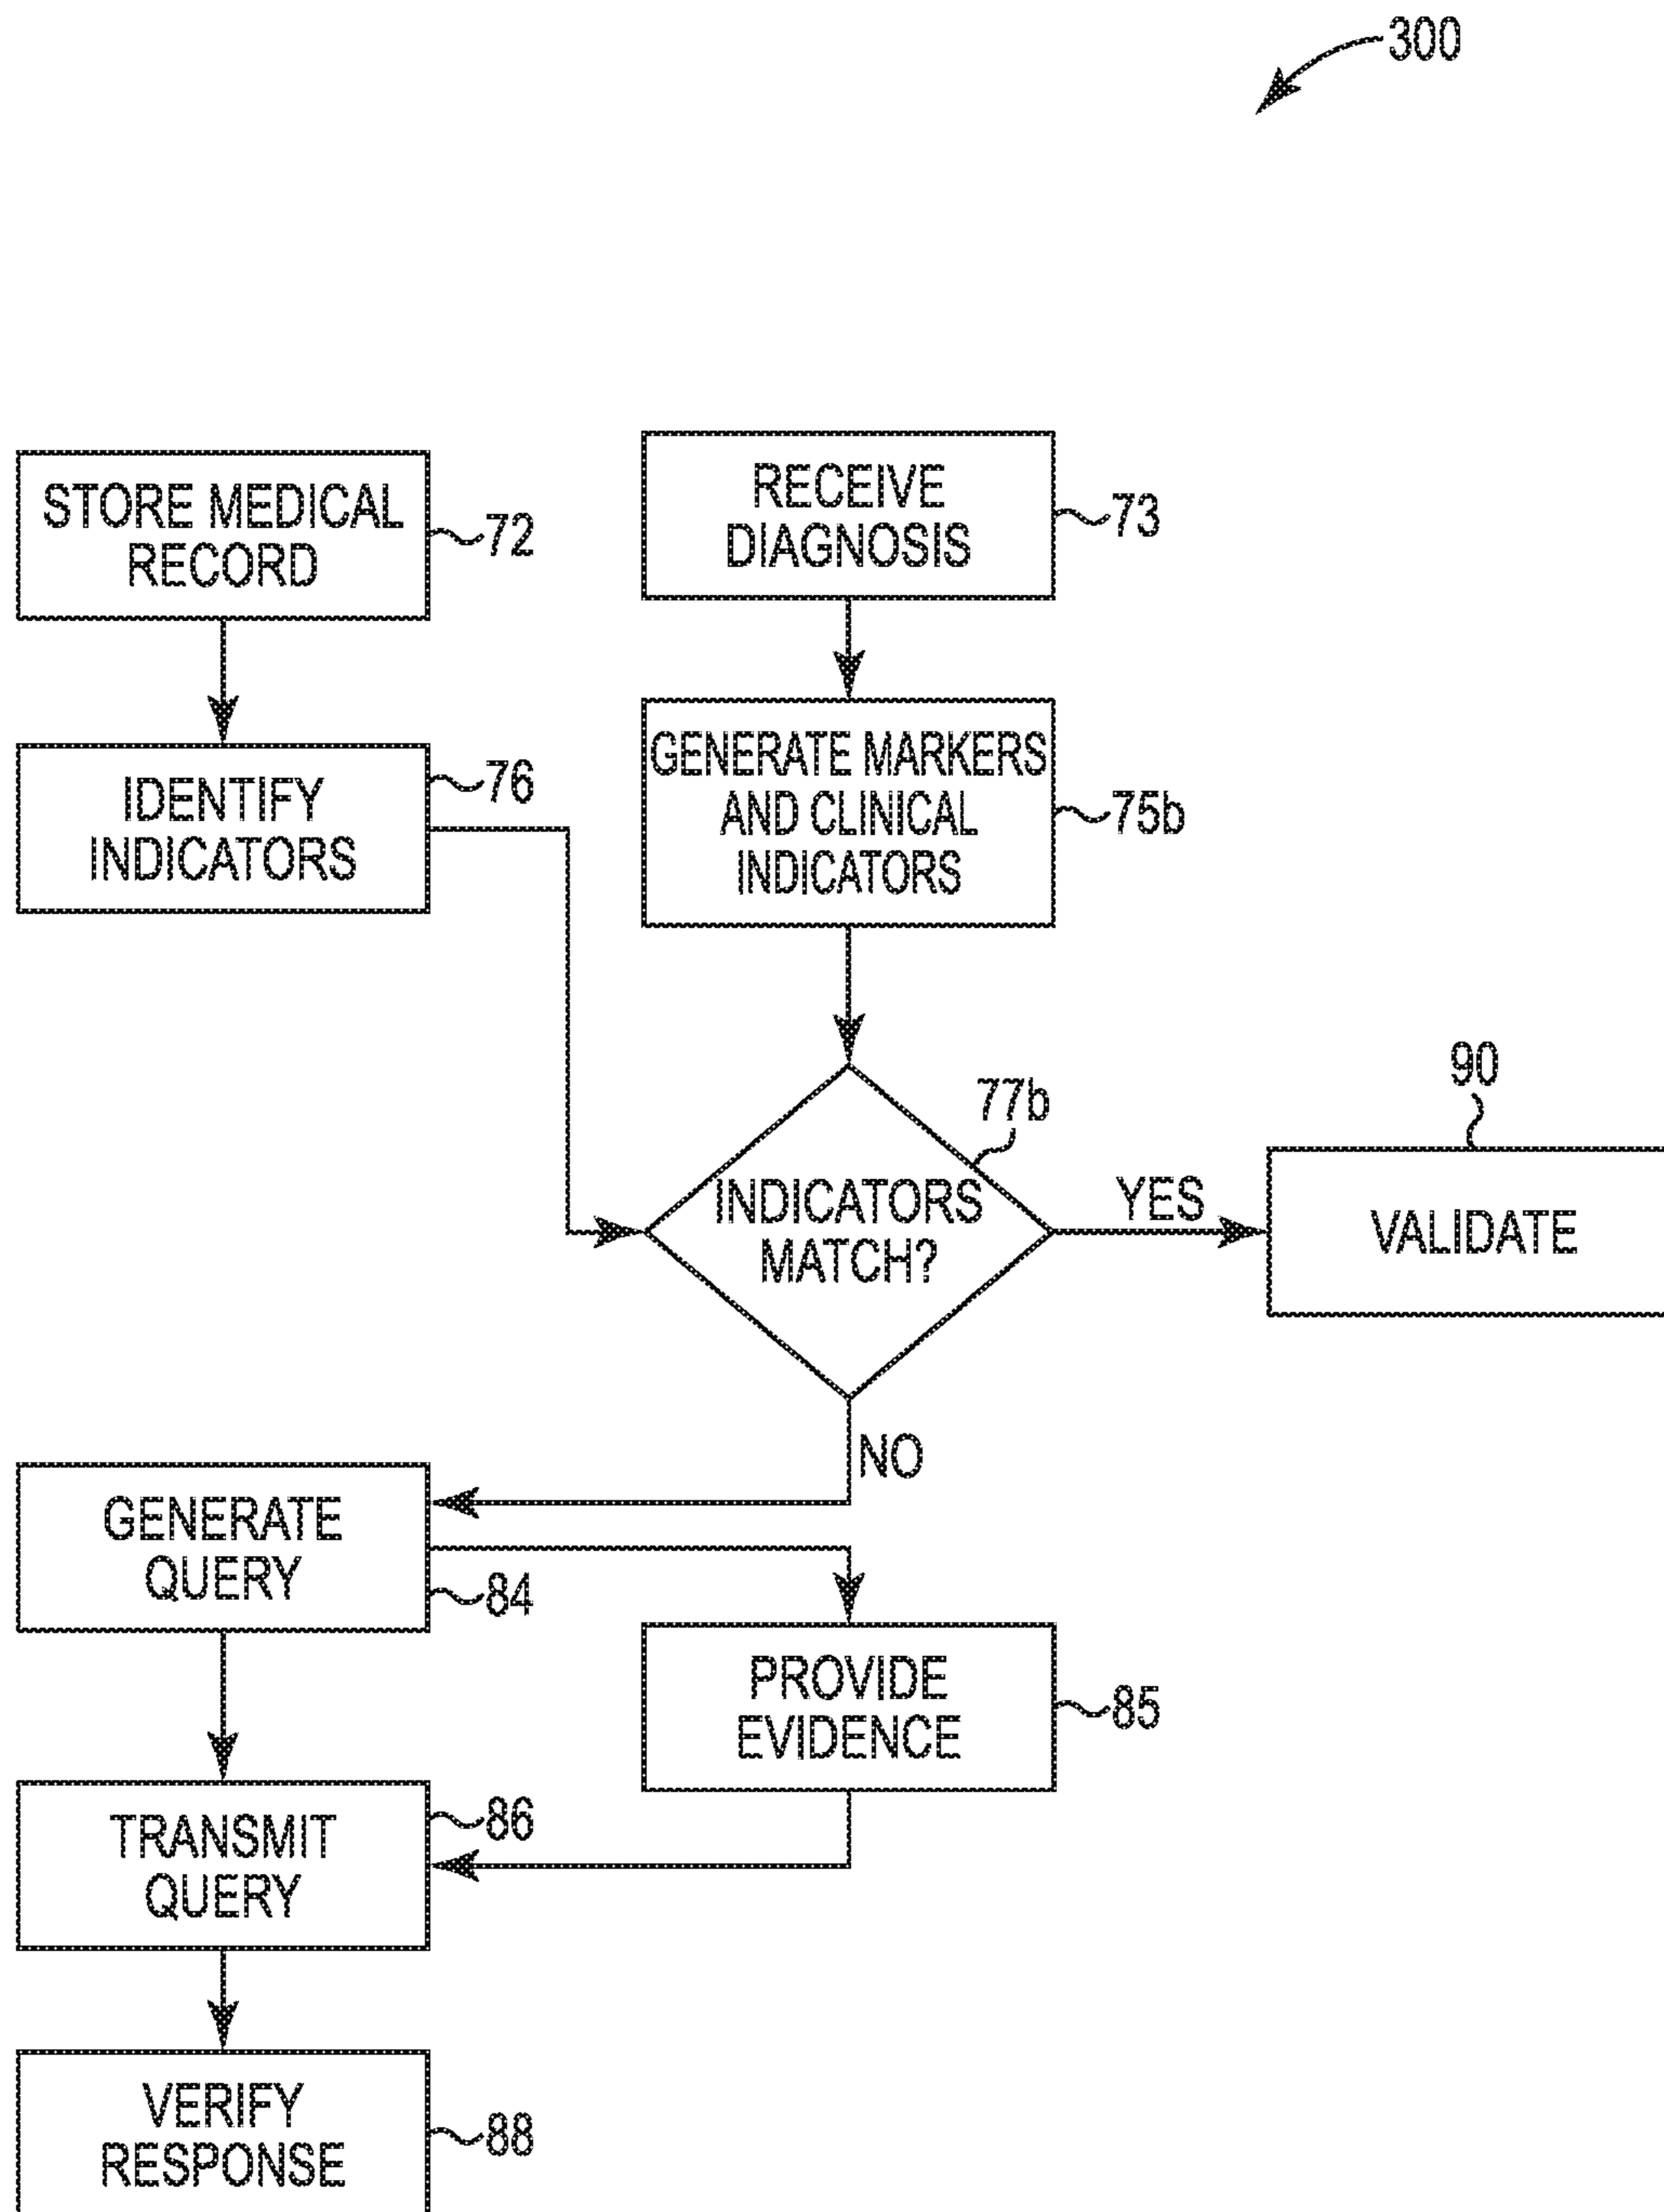 300
STORE MEDICAL
RECORD
72
RECEIVE
DIAGNOSIS
73
IDENTIFY
INDICATORS
76
GENERATE MARKERS
AND CLINICAL
INDICATORS
75b
77b
INDICATORS
MATCH?
YES
90
VALIDATE
NO
GENERATE
QUERY
84
PROVIDE
EVIDENCE
85
TRANSMIT
QUERY
86
VERIFY
RESPONSE
88